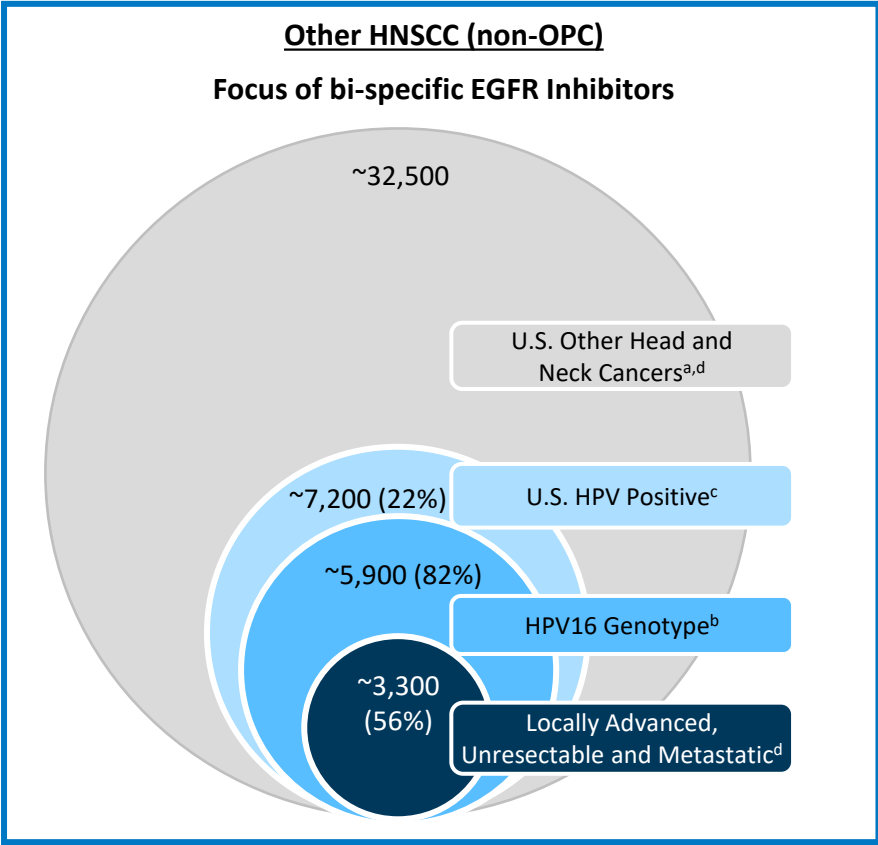 Other HNSCC (non-OPC)
Focus of bi-specific EGFR Inhibitors
~32,500
U.S. Other Head and
Neck Cancersᵃ,ᵈ
~7,200 (22%)
U.S. HPV Positiveᶜ
~5,900 (82%)
HPV16 Genotypeᵇ
~3,300
(56%)
Locally Advanced,
Unresectable and Metastaticᵈ